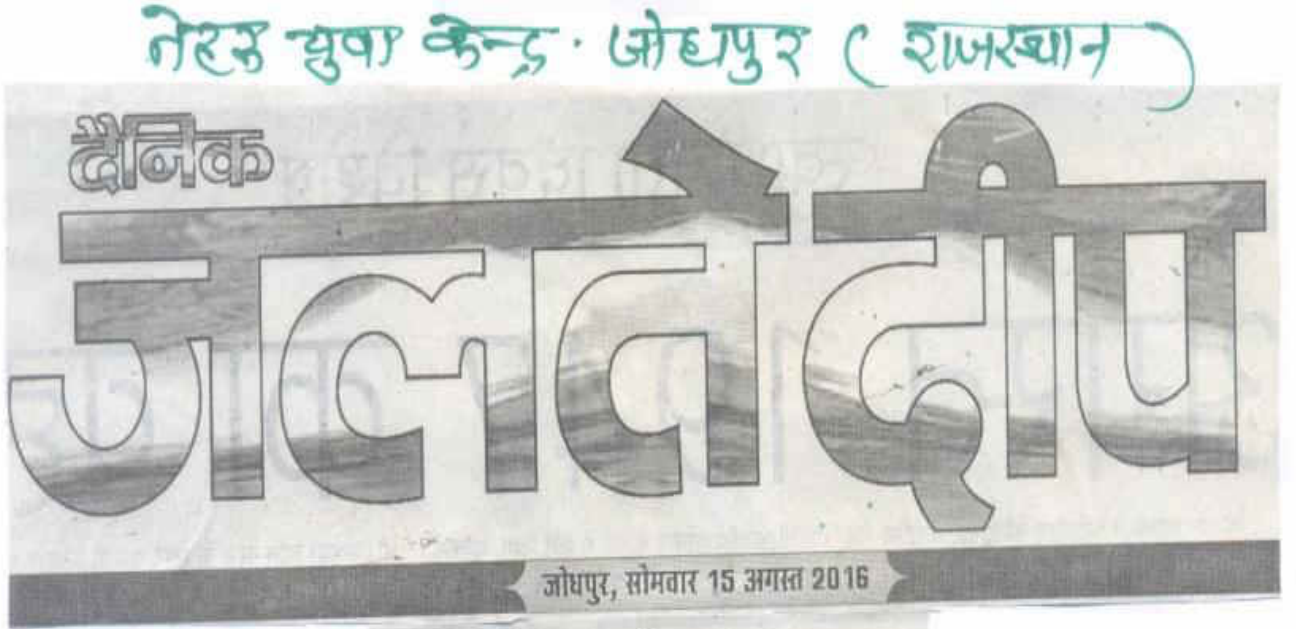 नेहरू युवा केन्द्र. जोधपुर (राजस्थान)
दैनिक
जलते दीप
जोधपुर, सोमवार 15 अगस्त 2016